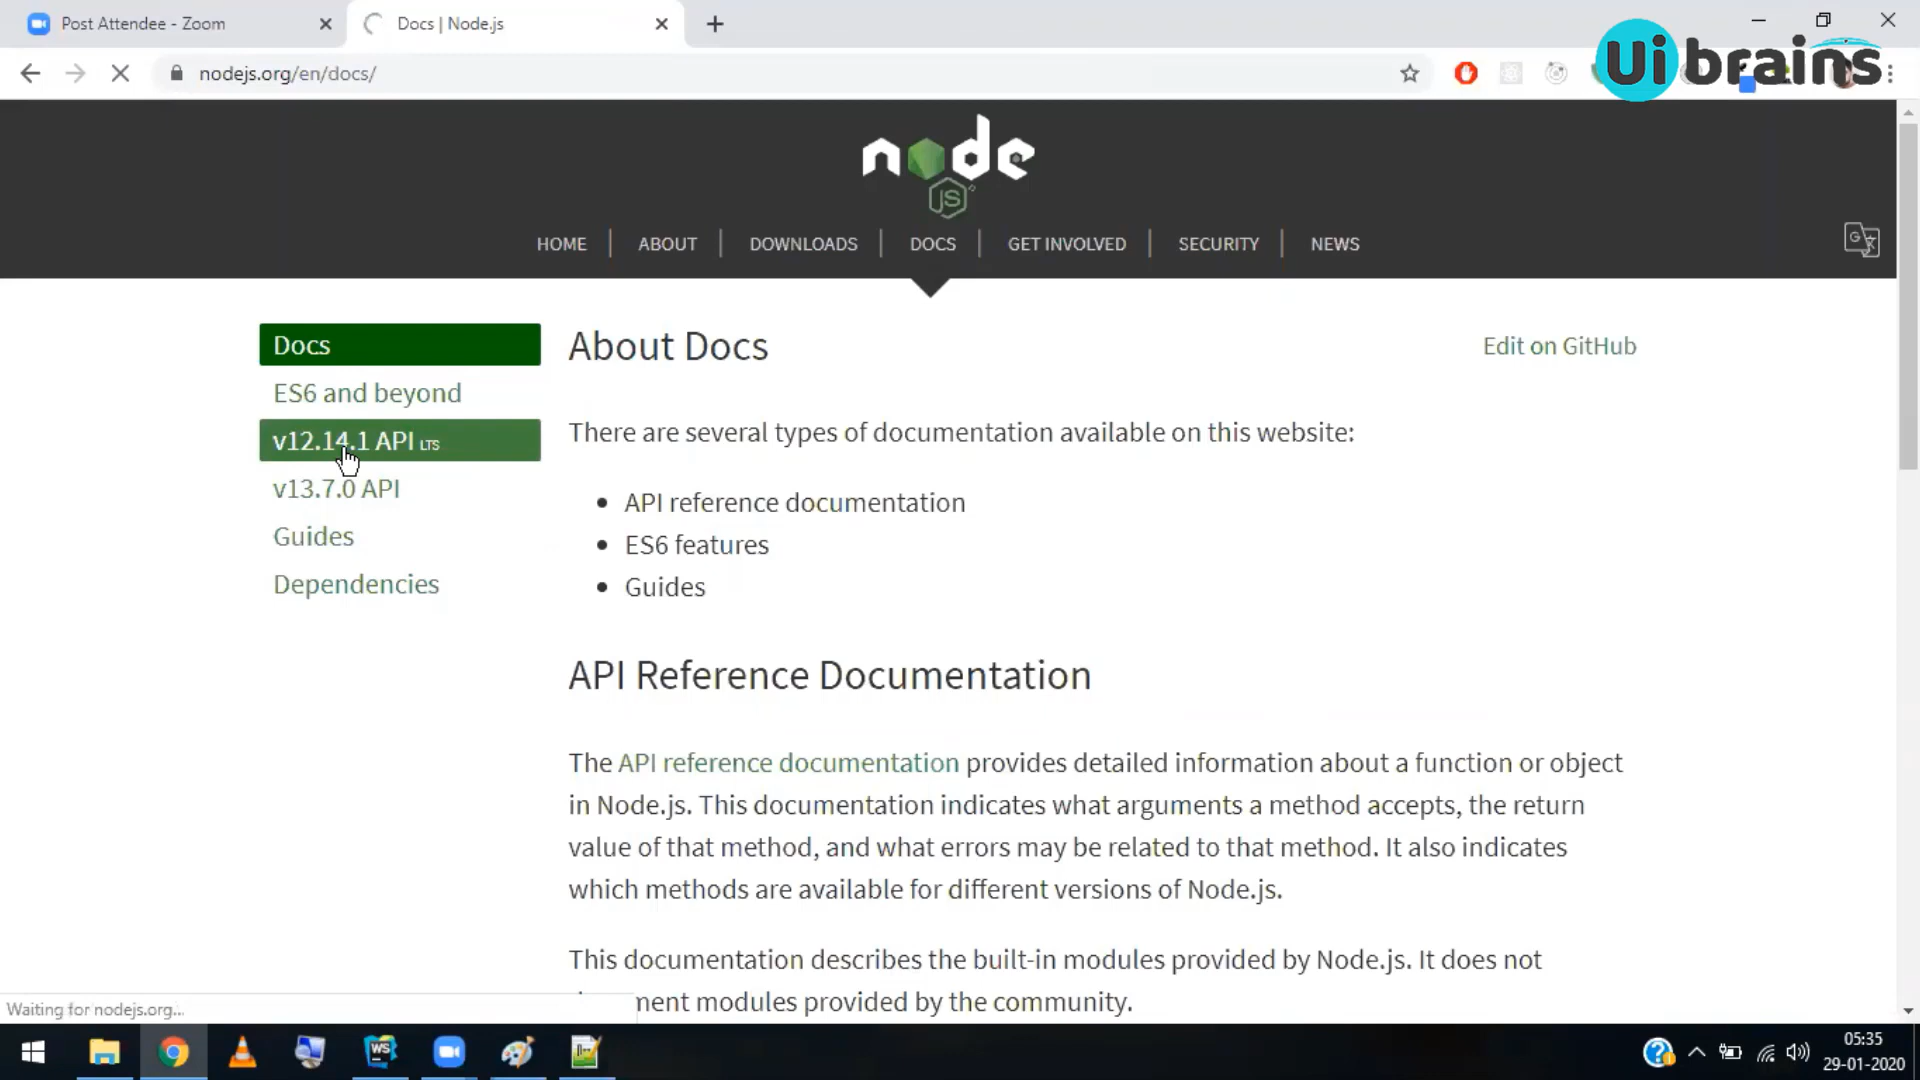 Post Attendee - Zoom
Docs | Node.js
Ui brains
nodejs.org/en/docs/
node
JS
HOME
ABOUT
DOWNLOADS
DOCS
GET INVOLVED
SECURITY
NEWS
Docs
ES6 and beyond
v12.14.1 API LTS
v13.7.0 API
Guides
Dependencies
About Docs
Edit on GitHub
There are several types of documentation available on this website:
API reference documentation
ES6 features
Guides
API Reference Documentation
The API reference documentation provides detailed information about a function or object
in Node.js. This documentation indicates what arguments a method accepts, the return
value of that method, and what errors may be related to that method. It also indicates
which methods are available for different versions of Node.js.
This documentation describes the built-in modules provided by Node.js. It does not
ment modules provided by the community.
Waiting for nodejs.org...
WS
05:35
29-01-2020